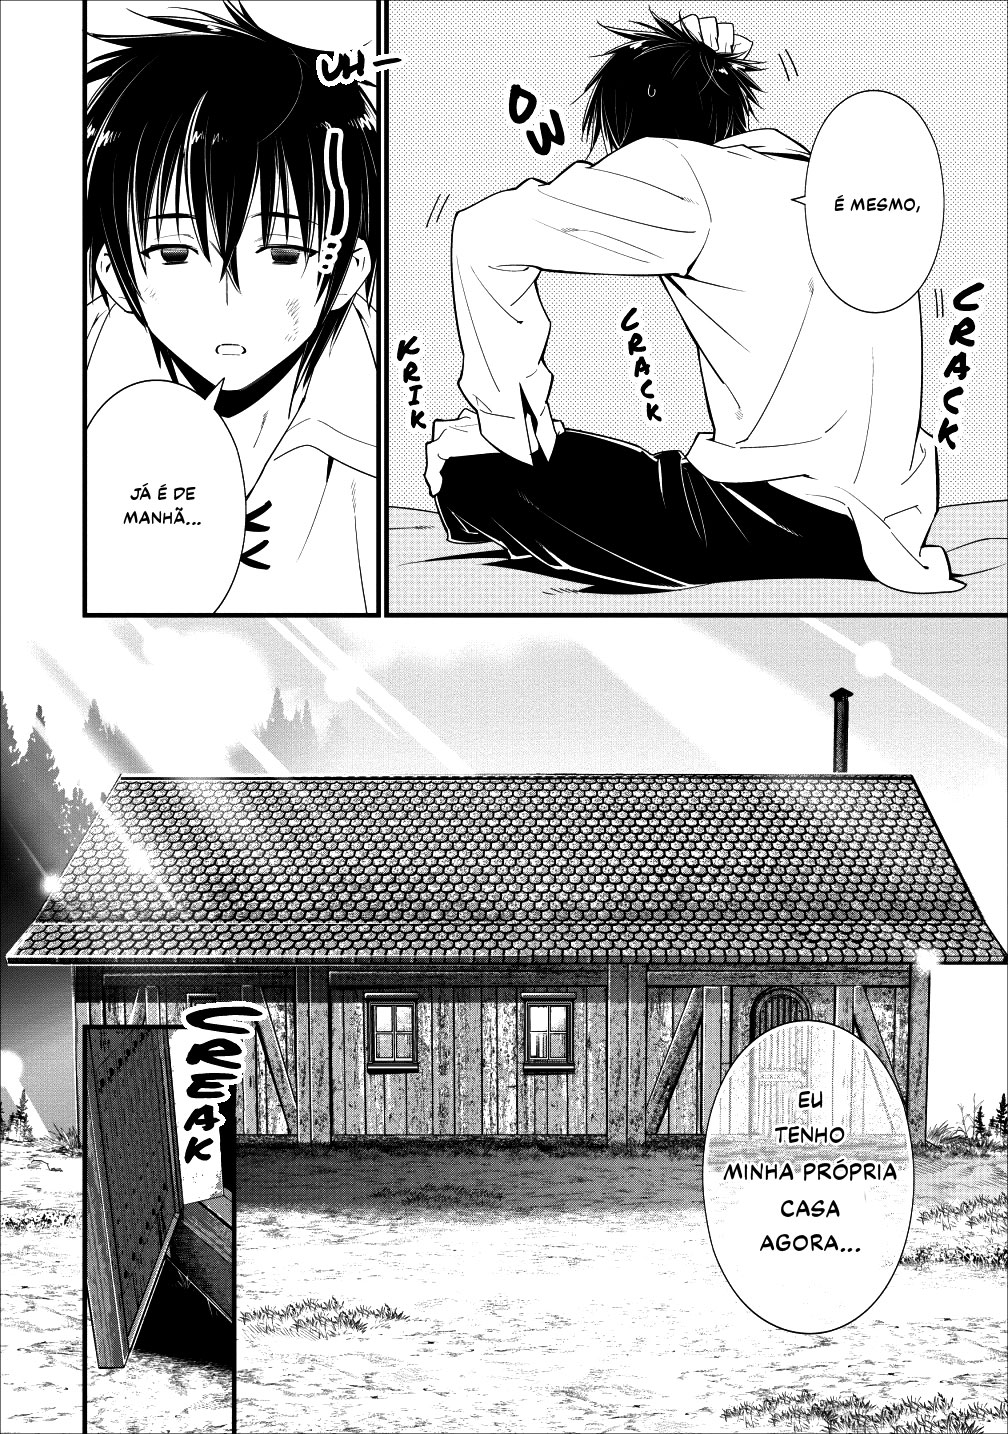 OW
É MESMO,
CRACK
CRACK
KRIK
UH-
JÁ É DE
MANHÃ...
EU
TENHO
MINHA PRÓPRIA
CASA
AGORA...
CREAK